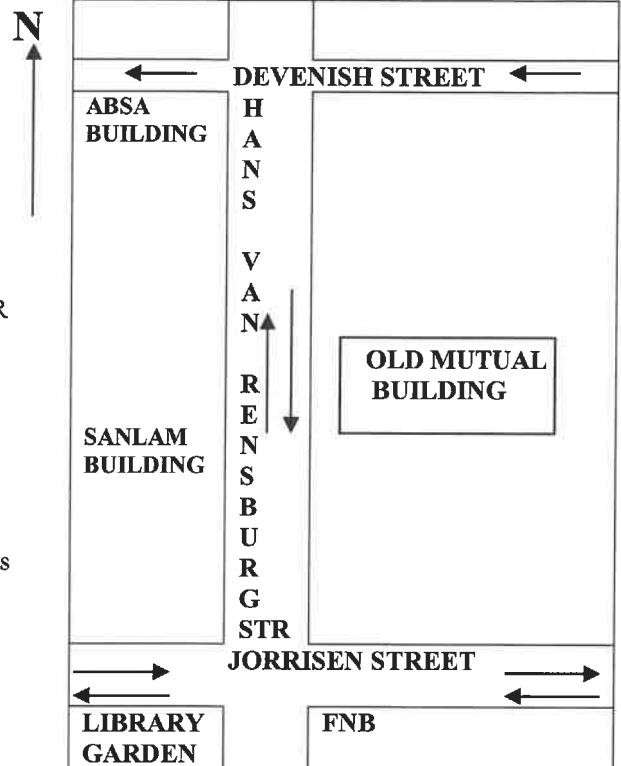 N
DEVENISH STREET
ABSA
BUILDING
H
A
N
S
V
A
N
R
E
N
S
B
U
R
G
STR
R
OLD MUTUAL
BUILDING
SANLAM
BUILDING
s
JORRISEN STREET
LIBRARY
GARDEN
FNB